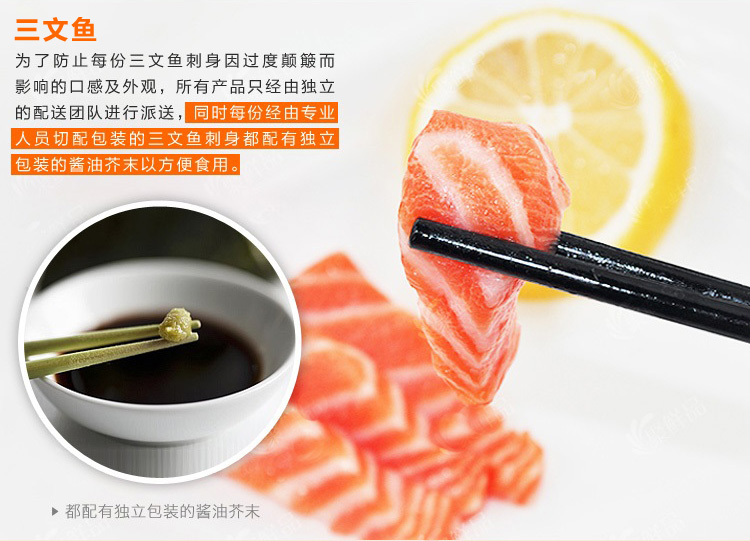 三文鱼
为了防止每份三文鱼刺身因过度颠簸而
影响的口感及外观，所有产品只经由独立
的配送团队进行派送，同时每份经由专业
人员切配包装的三文鱼刺身都配有独立
包装的酱油芥末以方便食用。
▶ 都配有独立包装的酱油芥末